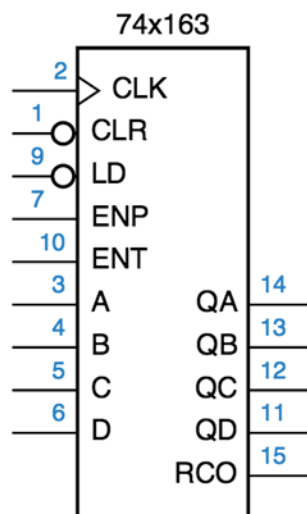 74x163
2 CLK
1 CLR
9 LD
7 ENP
10 ENT
3 A QA 14
4 B QB 13
5 C QC 12
6 D QD 11
RCO 15